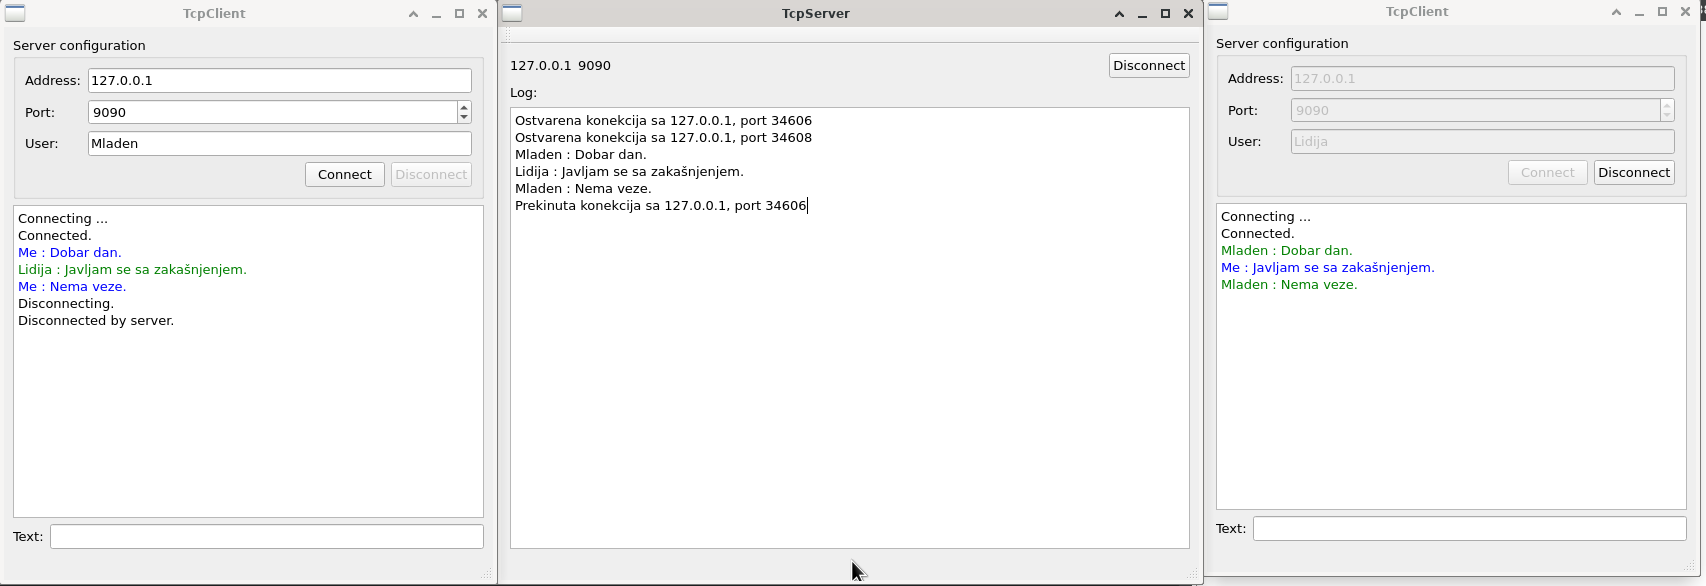 TcpClient
Server configuration
Address: 127.0.0.1
Port: 9090
User: Mladen
Connect Disconnect
Connecting ...
Connected.
Me : Dobar dan.
Lidija : Javljam se sa zakašnjenjem.
Me : Nema veze.
Disconnecting.
Disconnected by server.
Text:
TcpServer
127.0.0.1 9090 Disconnect
Log:
Ostvarena konekcija sa 127.0.0.1, port 34606
Ostvarena konekcija sa 127.0.0.1, port 34608
Mladen : Dobar dan.
Lidija : Javljam se sa zakašnjenjem.
Mladen : Nema veze.
Prekinuta konekcija sa 127.0.0.1, port 34606
TcpClient
Server configuration
Address: 127.0.0.1
Port: 9090
User: Lidija
Connect Disconnect
Connecting ...
Connected.
Mladen : Dobar dan.
Me : Javljam se sa zakašnjenjem.
Mladen : Nema veze.
Text: